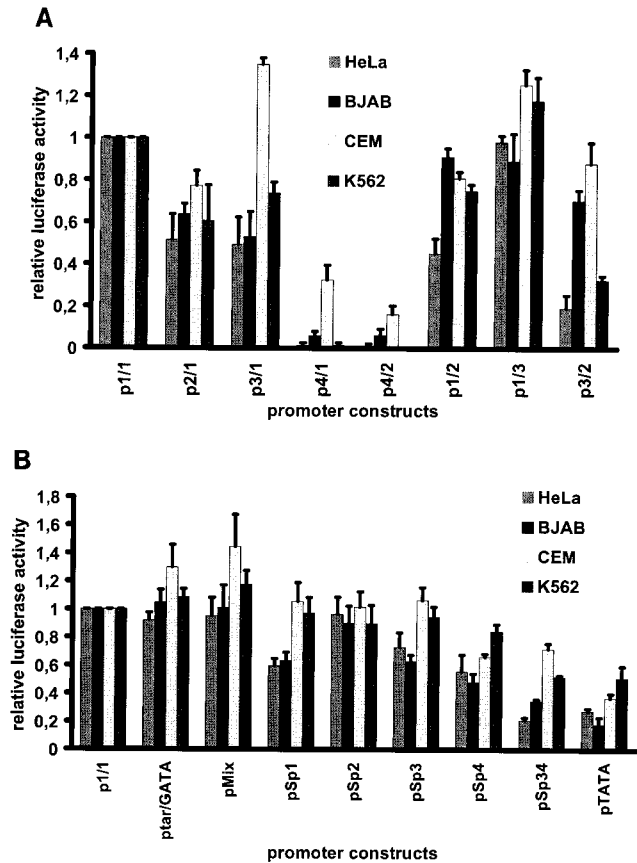 A
relative luciferase activity
1,4
1,2
1
0,8
0,6
0,4
0,2
0
HeLa
BJAB
CEM
K562
p1/1
p2/1
p3/1
p4/1
p4/2
p1/2
p1/3
p3/2
promoter constructs
B
relative luciferase activity
1,8
1,6
1,4
1,2
1
0,8
0,6
0,4
0,2
0
HeLa
BJAB
CEM
K562
p1/1
ptar/GATA
pMix
pSp1
pSp2
pSp3
pSp4
pSp34
pTATA
promoter constructs